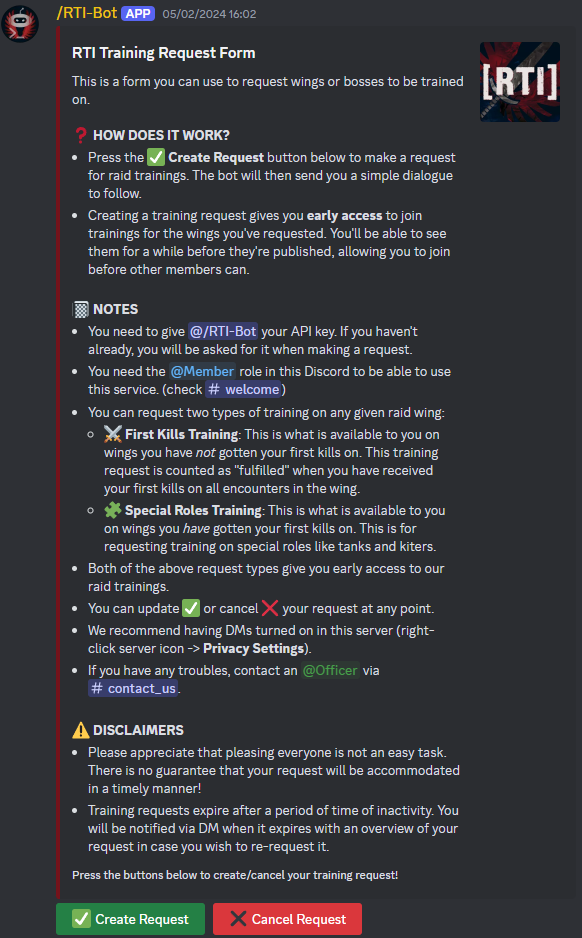 /RTI-Bot APP 05/02/2024 16:02
RTI Training Request Form
[RTI]
This is a form you can use to request wings or bosses to be trained
on.
❓ HOW DOES IT WORK?
• Press the ✅ Create Request button below to make a request
for raid trainings. The bot will then send you a simple dialogue
to follow.
• Creating a training request gives you early access to join
trainings for the wings you've requested. You'll be able to see
them for a while before they're published, allowing you to join
before other members can.
🗒️ NOTES
• You need to give @/RTI-Bot your API key. If you haven't
already, you will be asked for it when making a request.
• You need the @Member role in this Discord to be able to use
this service. (check # welcome)
• You can request two types of training on any given raid wing:
◦ ⚔️ First Kills Training: This is what is available to you on
wings you have not gotten your first kills on. This training
request is counted as "fulfilled" when you have received
your first kills on all encounters in the wing.
◦ 🧩 Special Roles Training: This is what is available to you
on wings you have gotten your first kills on. This is for
requesting training on special roles like tanks and kiters.
• Both of the above request types give you early access to our
raid trainings.
• You can update ✅ or cancel ❌ your request at any point.
• We recommend having DMs turned on in this server (right-
click server icon -> Privacy Settings).
• If you have any troubles, contact an @Officer via
# contact_us.
⚠️ DISCLAIMERS
• Please appreciate that pleasing everyone is not an easy task.
There is no guarantee that your request will be accommodated
in a timely manner!
• Training requests expire after a period of time of inactivity. You
will be notified via DM when it expires with an overview of your
request in case you wish to re-request it.
Press the buttons below to create/cancel your training request!
✅ Create Request
✖ Cancel Request